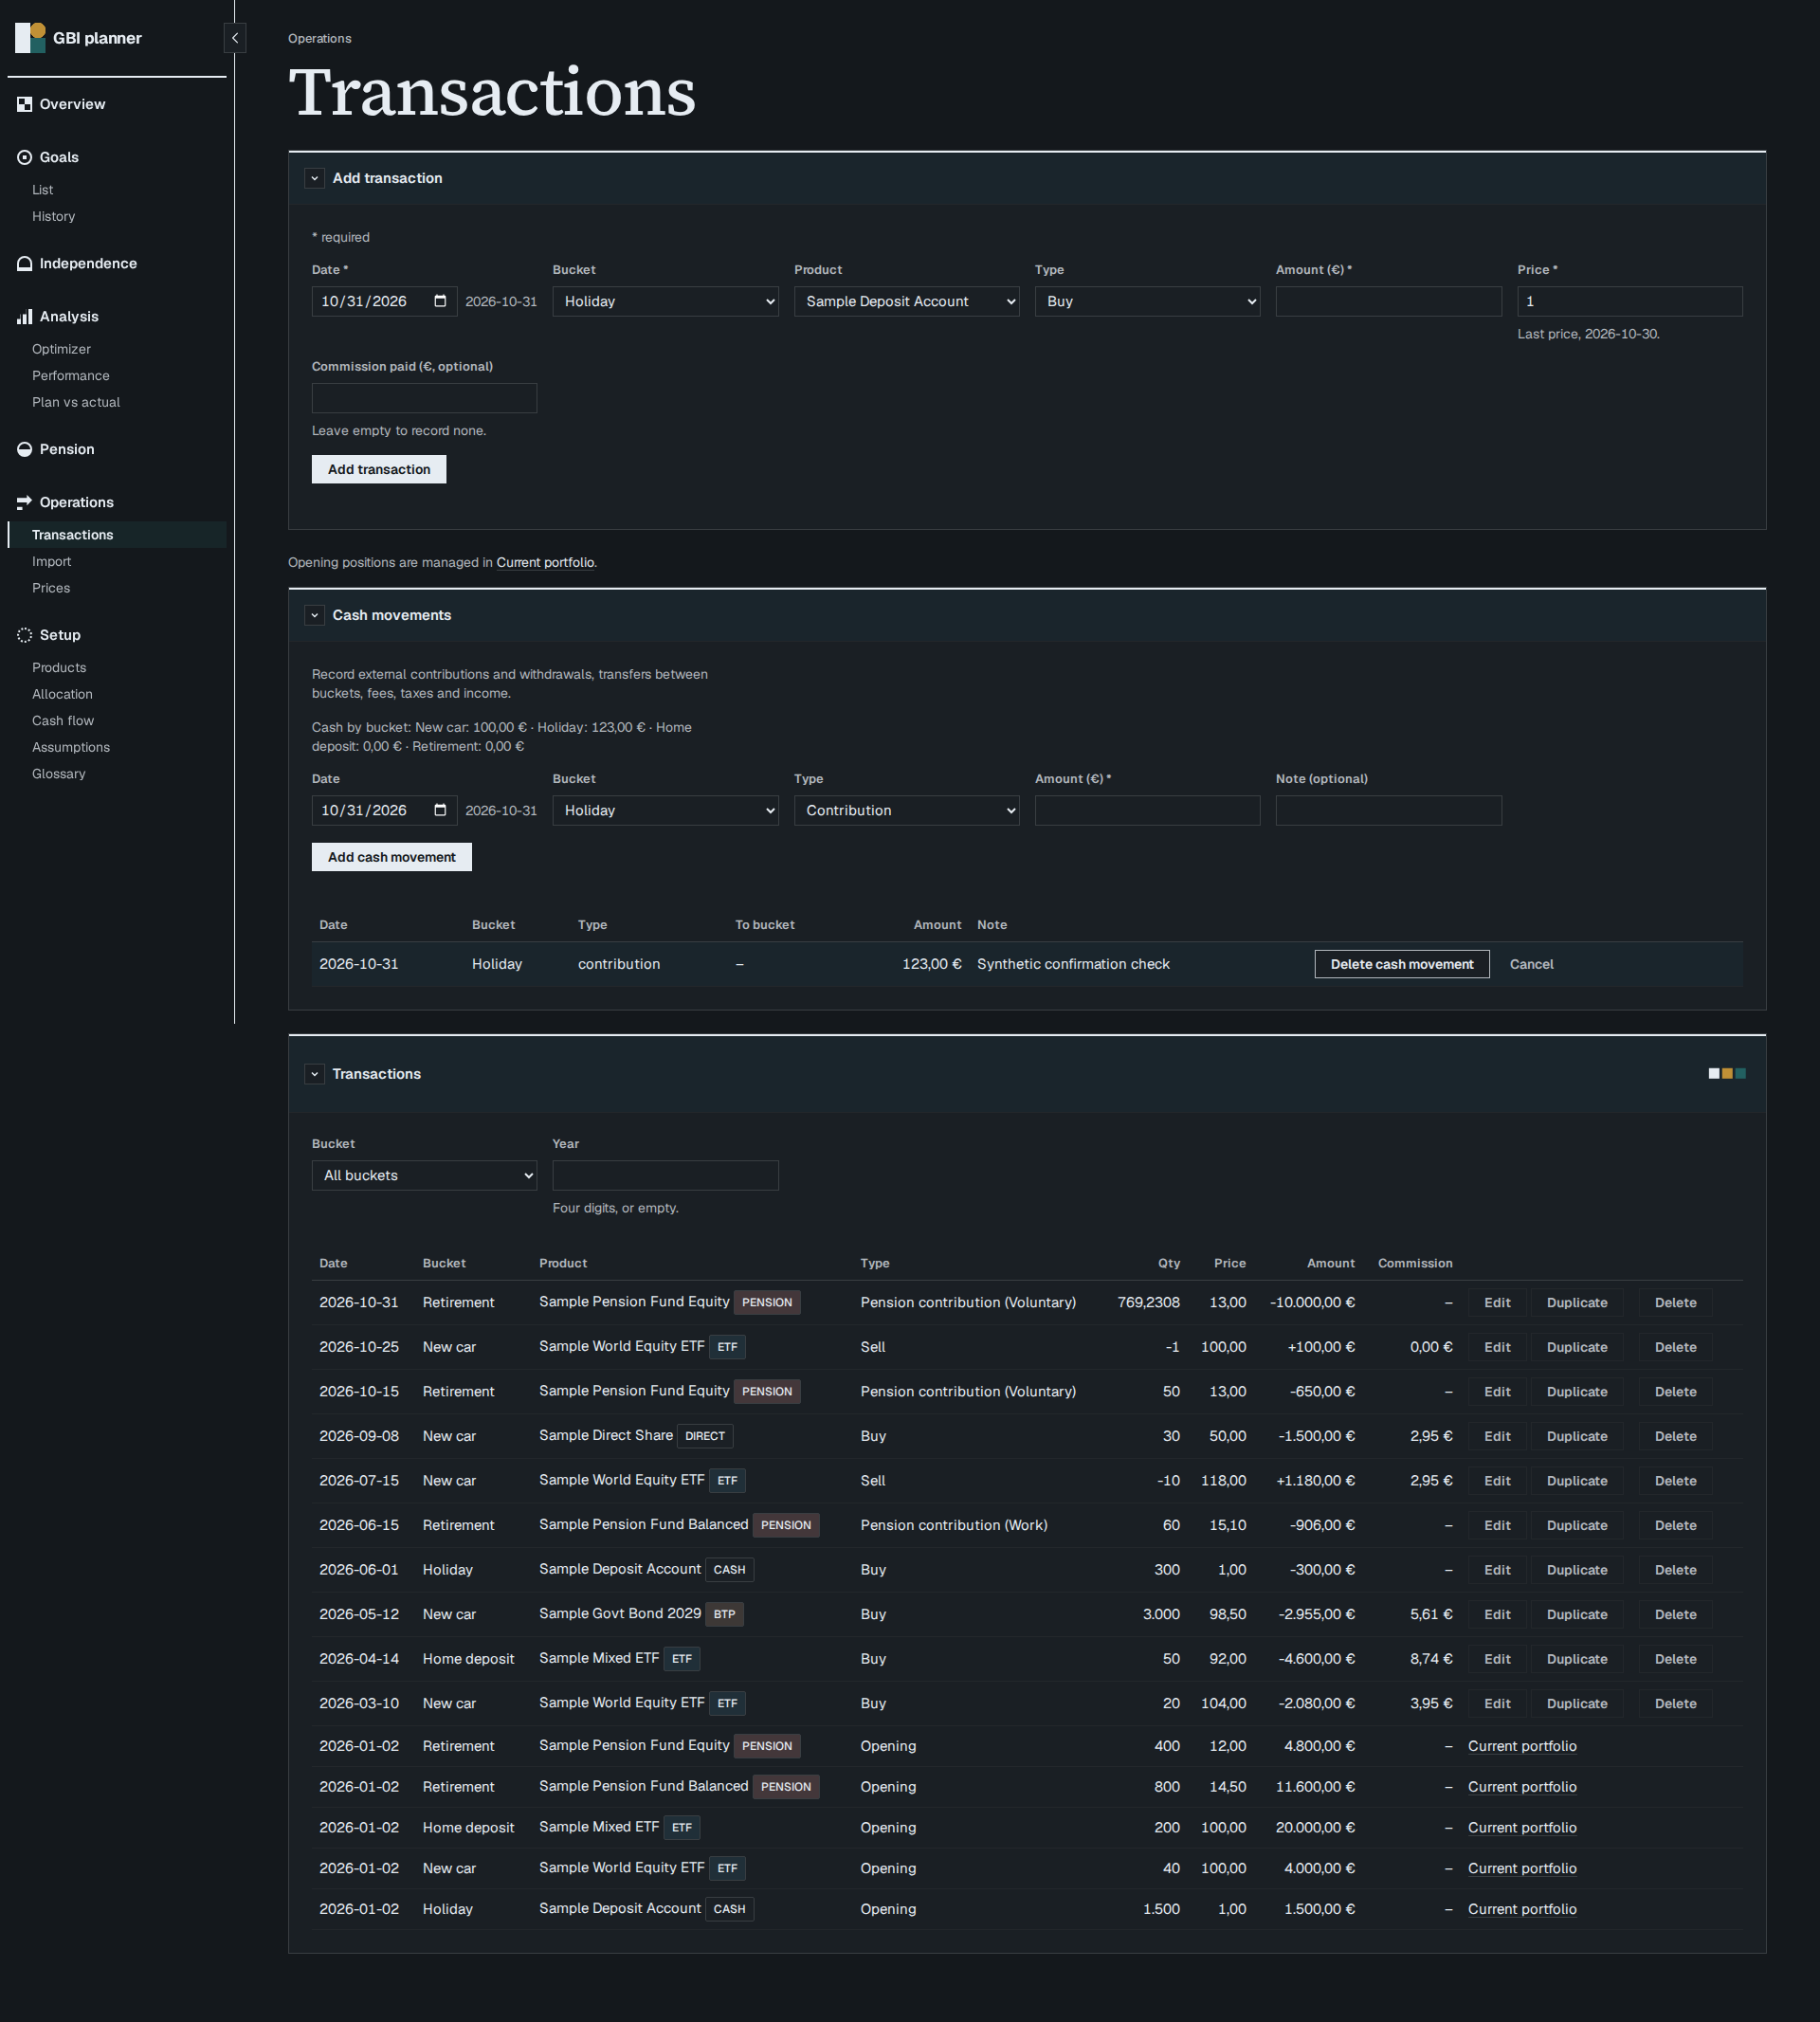 GBI planner
Overview
Goals
List
History
Independence
Analysis
Optimizer
Performance
Plan vs actual
Pension
Operations
Transactions
Import
Prices
Setup
Products
Allocation
Cash flow
Assumptions
Glossary
Operations
Transactions
Add transaction
* required
Date * Bucket Product Type Amount (€) * Price *
10/31/2026 2026-10-31 Holiday Sample Deposit Account Buy 1
Last price, 2026-10-30.
Commission paid (€, optional)
Leave empty to record none.
Add transaction
Opening positions are managed in Current portfolio.
Cash movements
Record external contributions and withdrawals, transfers between
buckets, fees, taxes and income.
Cash by bucket: New car: 100,00 € · Holiday: 123,00 € · Home
deposit: 0,00 € · Retirement: 0,00 €
Date Bucket Type Amount (€) * Note (optional)
10/31/2026 2026-10-31 Holiday Contribution
Add cash movement
Date Bucket Type To bucket Amount Note
2026-10-31 Holiday contribution – 123,00 € Synthetic confirmation check Delete cash movement Cancel
Transactions
Bucket Year
All buckets
Four digits, or empty.
Date Bucket Product Type Qty Price Amount Commission
2026-10-31 Retirement Sample Pension Fund Equity PENSION Pension contribution (Voluntary) 769,2308 13,00 -10.000,00 € – Edit Duplicate Delete
2026-10-25 New car Sample World Equity ETF ETF Sell -1 100,00 +100,00 € 0,00 € Edit Duplicate Delete
2026-10-15 Retirement Sample Pension Fund Equity PENSION Pension contribution (Voluntary) 50 13,00 -650,00 € – Edit Duplicate Delete
2026-09-08 New car Sample Direct Share DIRECT Buy 30 50,00 -1.500,00 € 2,95 € Edit Duplicate Delete
2026-07-15 New car Sample World Equity ETF ETF Sell -10 118,00 +1.180,00 € 2,95 € Edit Duplicate Delete
2026-06-15 Retirement Sample Pension Fund Balanced PENSION Pension contribution (Work) 60 15,10 -906,00 € – Edit Duplicate Delete
2026-06-01 Holiday Sample Deposit Account CASH Buy 300 1,00 -300,00 € – Edit Duplicate Delete
2026-05-12 New car Sample Govt Bond 2029 BTP Buy 3.000 98,50 -2.955,00 € 5,61 € Edit Duplicate Delete
2026-04-14 Home deposit Sample Mixed ETF ETF Buy 50 92,00 -4.600,00 € 8,74 € Edit Duplicate Delete
2026-03-10 New car Sample World Equity ETF ETF Buy 20 104,00 -2.080,00 € 3,95 € Edit Duplicate Delete
2026-01-02 Retirement Sample Pension Fund Equity PENSION Opening 400 12,00 4.800,00 € – Current portfolio
2026-01-02 Retirement Sample Pension Fund Balanced PENSION Opening 800 14,50 11.600,00 € – Current portfolio
2026-01-02 Home deposit Sample Mixed ETF ETF Opening 200 100,00 20.000,00 € – Current portfolio
2026-01-02 New car Sample World Equity ETF ETF Opening 40 100,00 4.000,00 € – Current portfolio
2026-01-02 Holiday Sample Deposit Account CASH Opening 1.500 1,00 1.500,00 € – Current portfolio